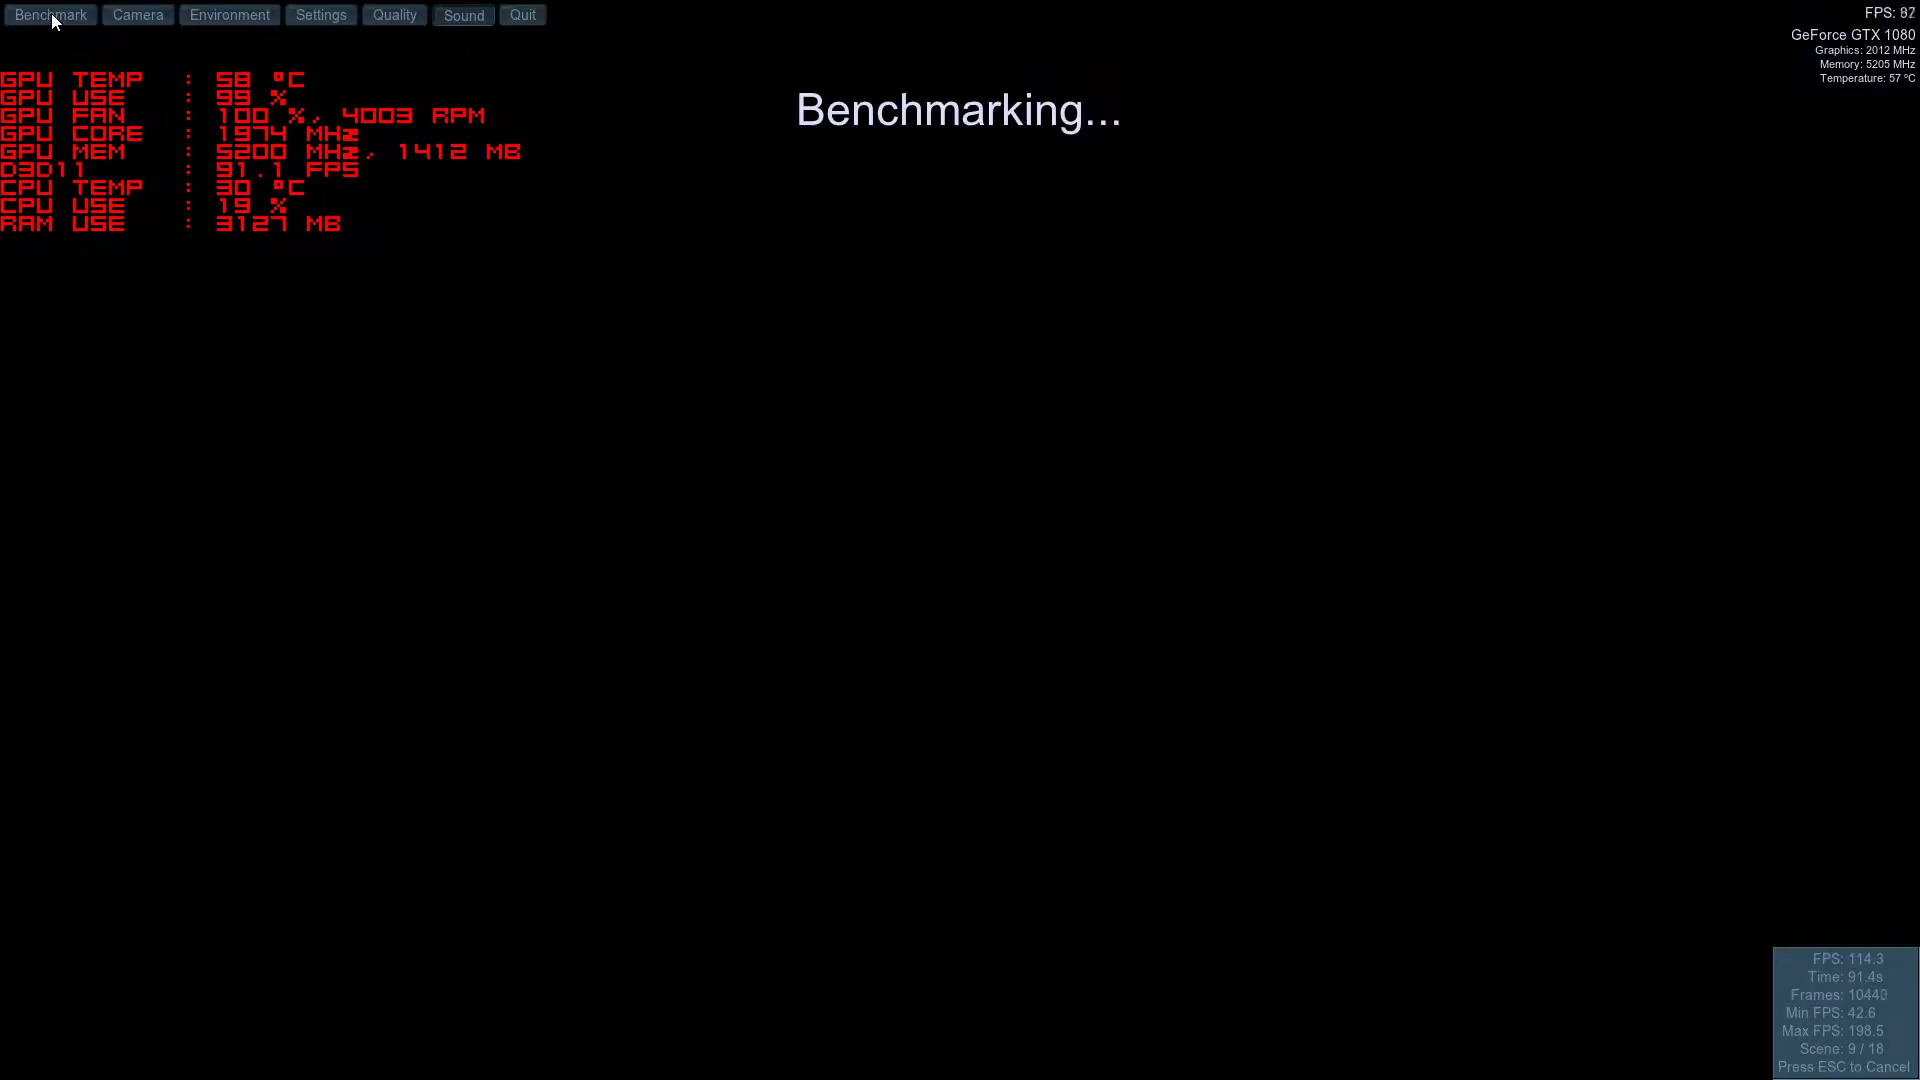 Benchmark Camera Environment Settings Quality Sound Quit
FPS: 82
GeForce GTX 1080
Graphics: 2012 MHz
Memory: 5205 MHz
Temperature: 57 °C
GPU TEMP : 58 °C
GPU USE : 99 %
GPU FAN : 100 %, 4003 RPM
GPU CORE : 1974 MHz
GPU MEM : 5200 MHz, 1412 MB
D3D11 : 91.1 FPS
CPU TEMP : 30 °C
CPU USE : 19 %
RAM USE : 3127 MB
Benchmarking...
FPS: 114.3
Time: 91.4s
Frames: 10440
Min FPS: 42.6
Max FPS: 198.5
Scene: 9 / 18
Press ESC to Cancel